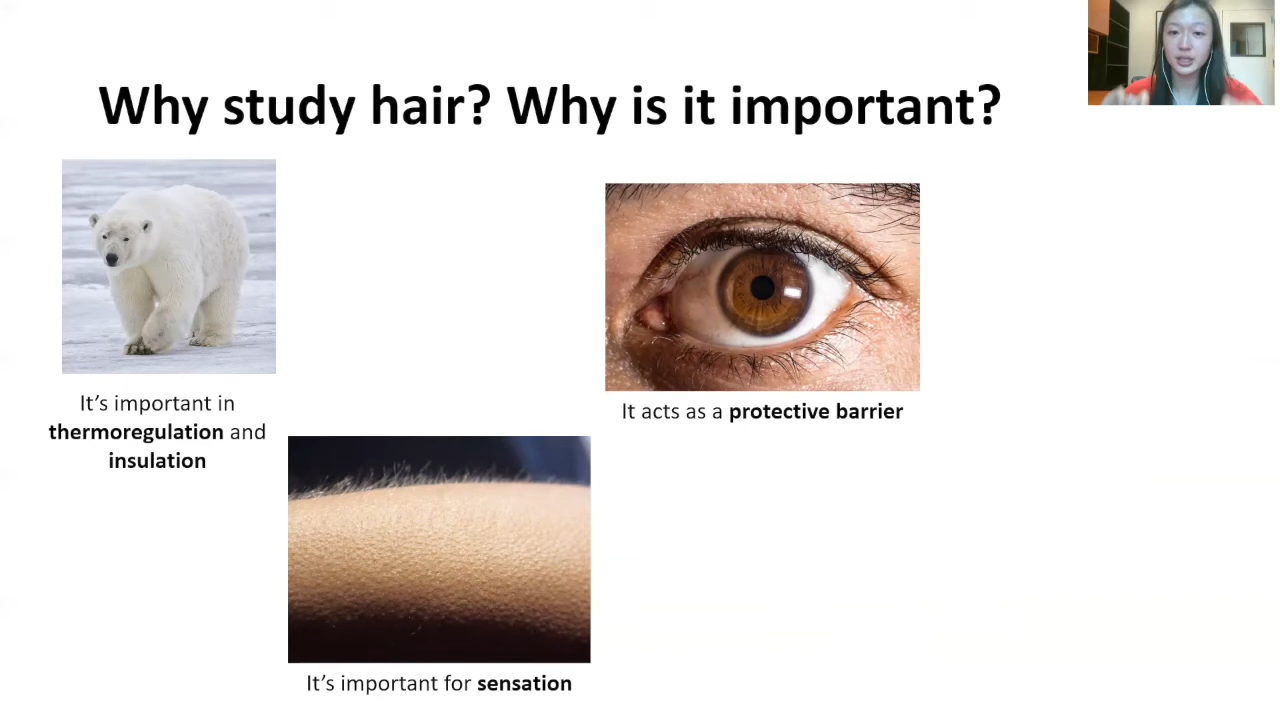 Why study hair? Why is it important?
It’s important in
thermoregulation and
insulation
It’s important for sensation
It acts as a protective barrier